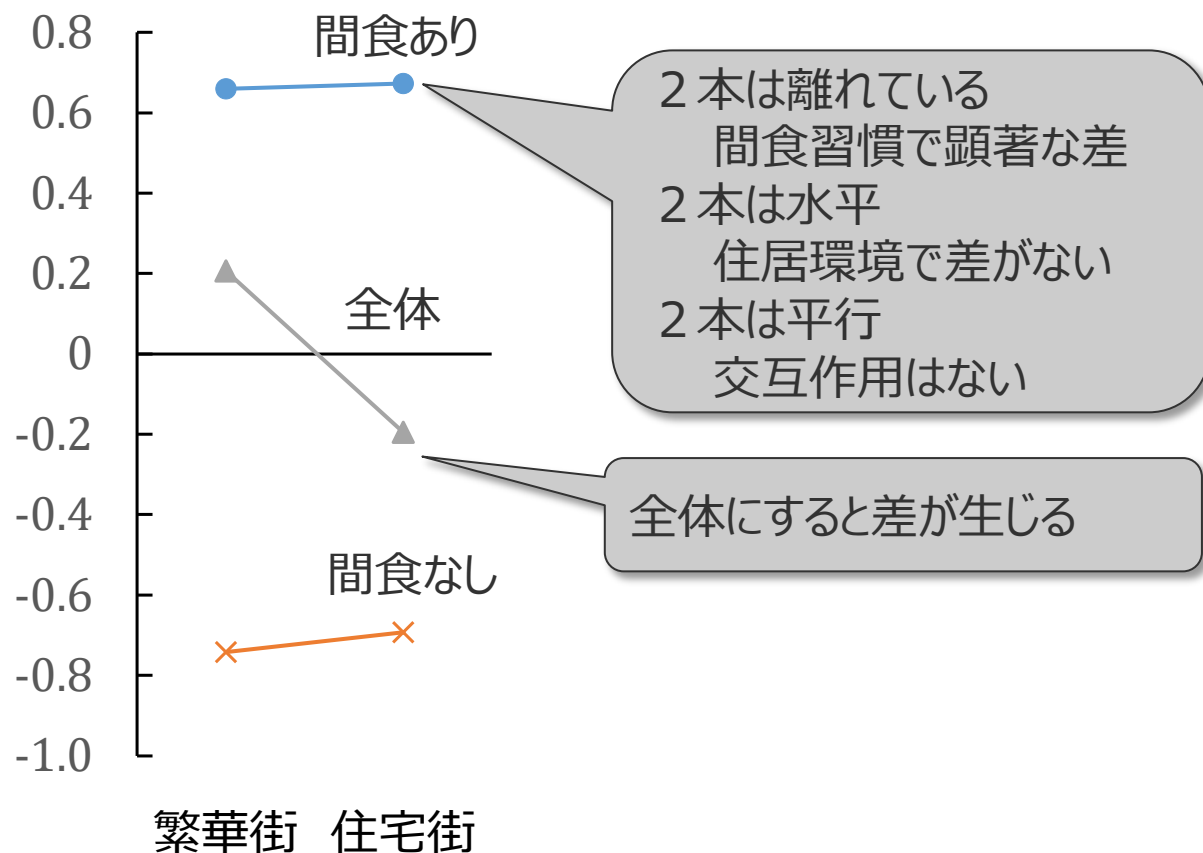 0.8
0.6
0.4
0.2
0
-0.2
-0.4
-0.6
-0.8
-1.0
間食あり
全体
間食なし
繁華街 住宅街
2本は離れている
間食習慣で顕著な差
2本は水平
住居環境で差がない
2本は平行
交互作用はない
全体にすると差が生じる